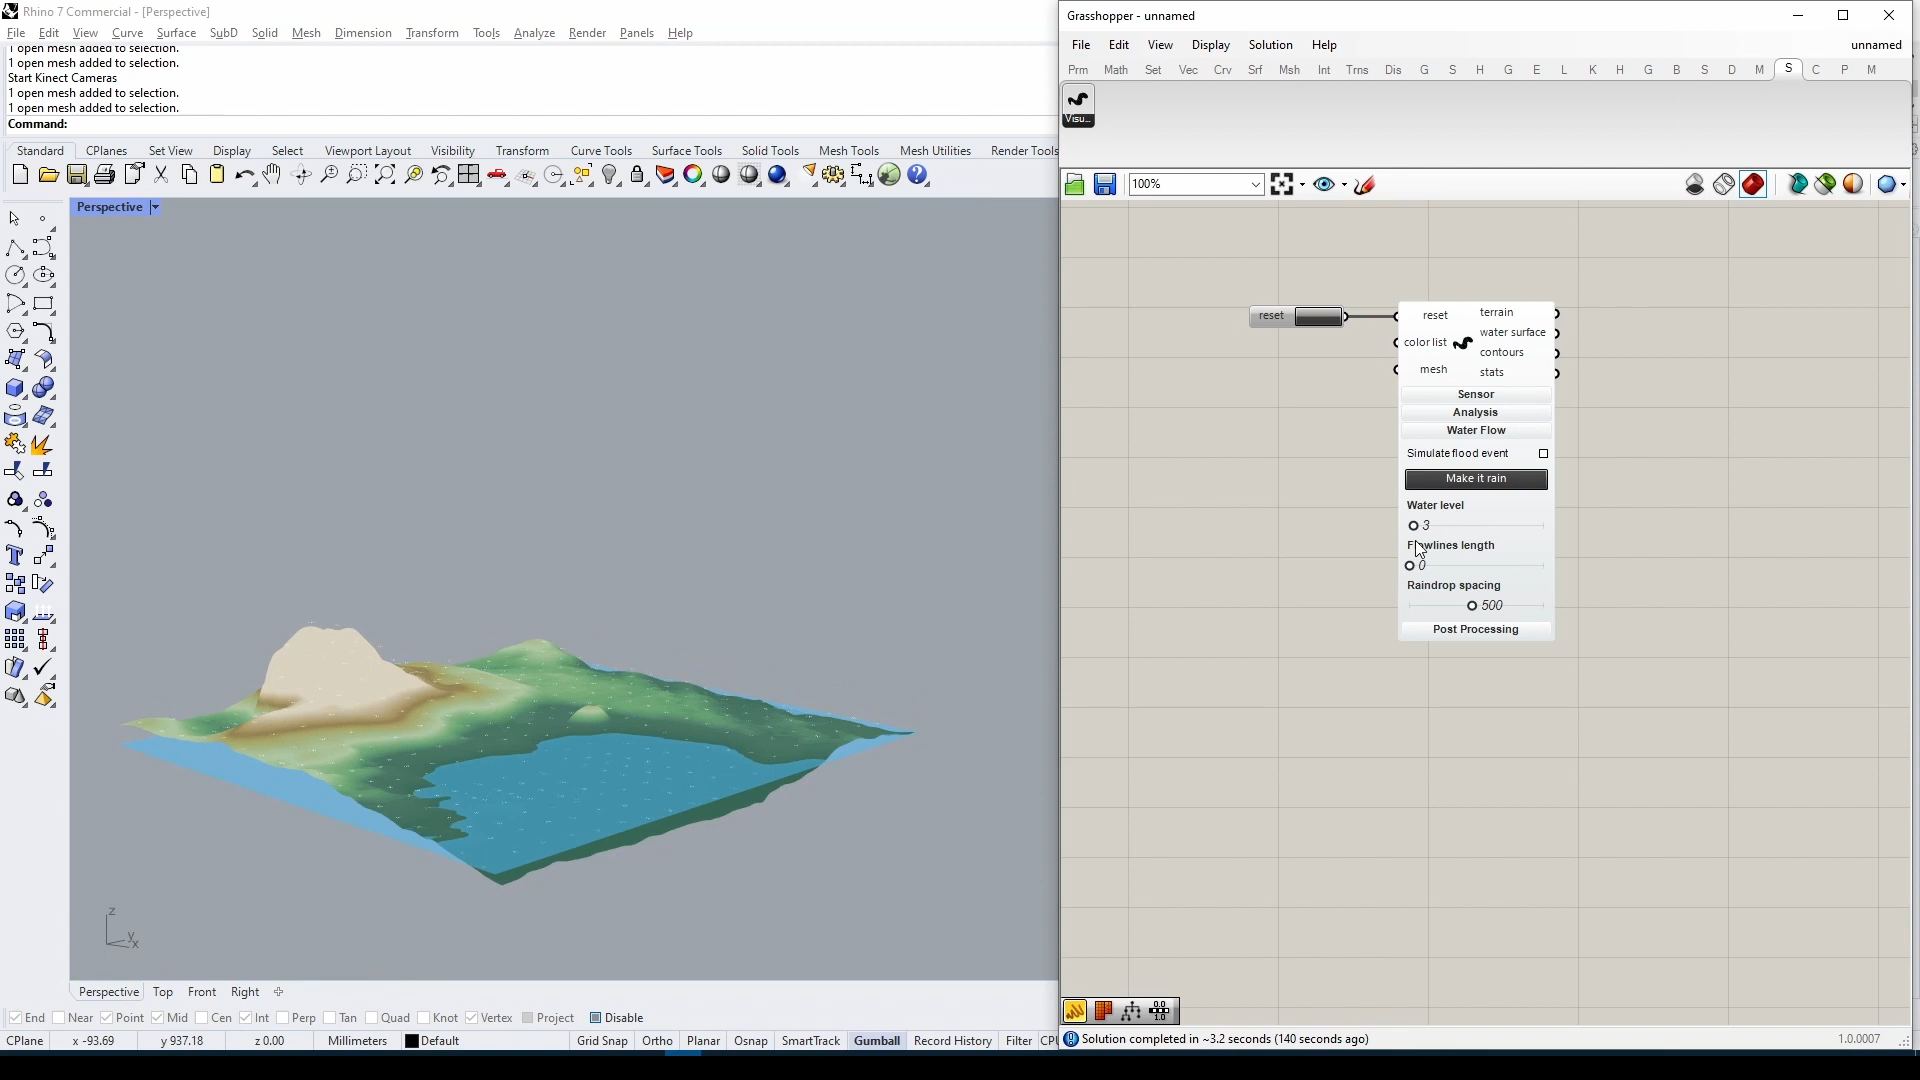 Rhino 7 Commercial - [Perspective]
File Edit View Curve Surface SubD Solid Mesh Dimension Transform Tools Analyze Render Panels Help
1 open mesh added to selection.
1 open mesh added to selection.
Start Kinect Cameras
1 open mesh added to selection.
1 open mesh added to selection.
Command:
Standard CPlanes Set View Display Select Viewport Layout Visibility Transform Curve Tools Surface Tools Solid Tools Mesh Tools Mesh Utilities Render Tools
Perspective
z
y
x
Perspective Top Front Right
End Near Point Mid Cen Int Perp Tan Quad Knot Vertex Project Disable
CPlane x -93.69 y 937.18 z 0.00 Millimeters Default Grid Snap Ortho Planar Osnap SmartTrack Gumball Record History Filter CPU
Grasshopper - unnamed
File Edit View Display Solution Help unnamed
Prm Math Set Vec Crv Srf Msh Int Trns Dis G S H G E L K H G B S D M S C P M
Visu...
100%
reset
reset
color list
mesh
terrain
water surface
contours
stats
Sensor
Analysis
Water Flow
Simulate flood event
Make it rain
Water level
3
Flowlines length
0
Raindrop spacing
500
Post Processing
0.0
1.0
Solution completed in ~3.2 seconds (140 seconds ago) 1.0.0007